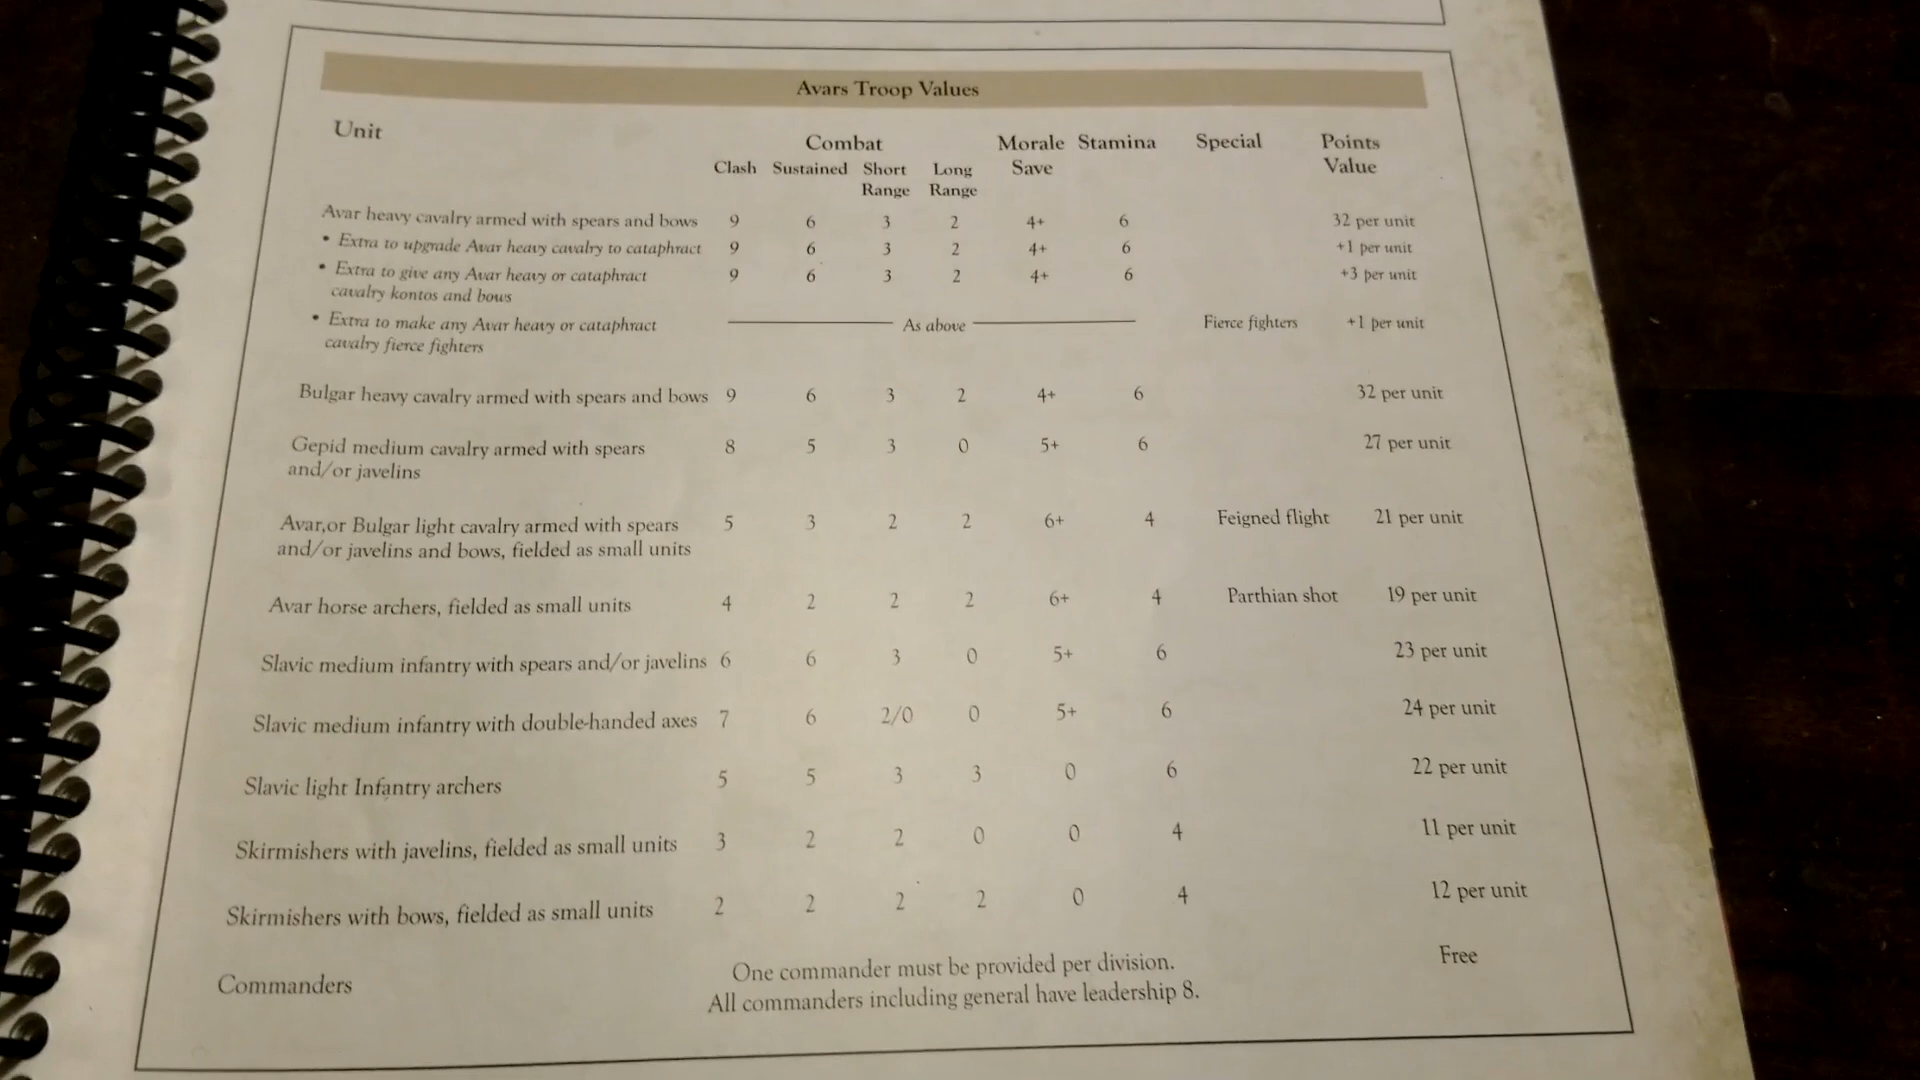 Avars Troop Values
Unit Combat Morale Stamina Special Points
Clash Sustained Short Long Save Value
Range Range
Avar heavy cavalry armed with spears and bows 9 6 3 2 4+ 6 32 per unit
• Extra to upgrade Avar heavy cavalry to cataphract 9 6 3 2 4+ 6 +1 per unit
• Extra to give any Avar heavy or cataphract 9 6 3 2 4+ 6 +3 per unit
cavalry kontos and bows
• Extra to make any Avar heavy or cataphract As above Fierce fighters +1 per unit
cavalry fierce fighters
Bulgar heavy cavalry armed with spears and bows 9 6 3 2 4+ 6 32 per unit
Gepid medium cavalry armed with spears 8 5 3 0 5+ 6 27 per unit
and/or javelins
Avar,or Bulgar light cavalry armed with spears 5 3 2 2 6+ 4 Feigned flight 21 per unit
and/or javelins and bows, fielded as small units
Avar horse archers, fielded as small units 4 2 2 2 6+ 4 Parthian shot 19 per unit
Slavic medium infantry with spears and/or javelins 6 6 3 0 5+ 6 23 per unit
Slavic medium infantry with double-handed axes 7 6 2/0 0 5+ 6 24 per unit
Slavic light Infantry archers 5 5 3 3 0 6 22 per unit
Skirmishers with javelins, fielded as small units 3 2 2 0 0 4 11 per unit
Skirmishers with bows, fielded as small units 2 2 2 2 0 4 12 per unit
Commanders One commander must be provided per division. Free
All commanders including general have leadership 8.